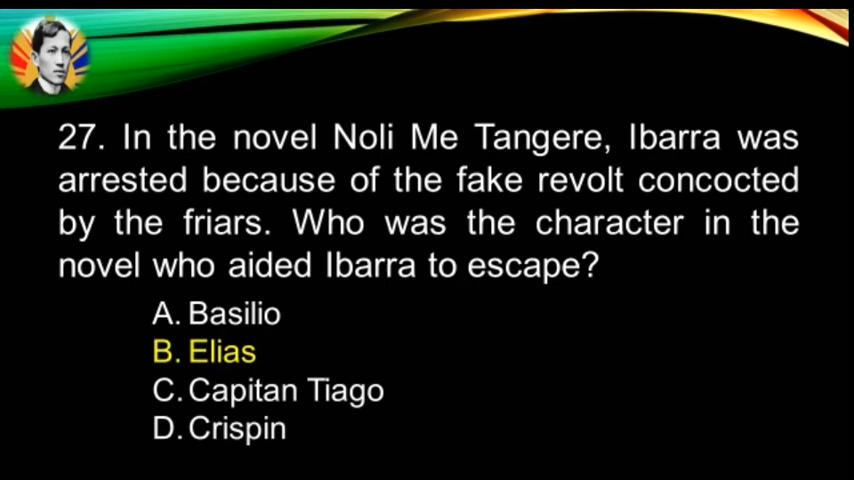 27. In the novel Noli Me Tangere, Ibarra was
arrested because of the fake revolt concocted
by the friars. Who was the character in the
novel who aided Ibarra to escape?
A. Basilio
B. Elias
C. Capitan Tiago
D. Crispin